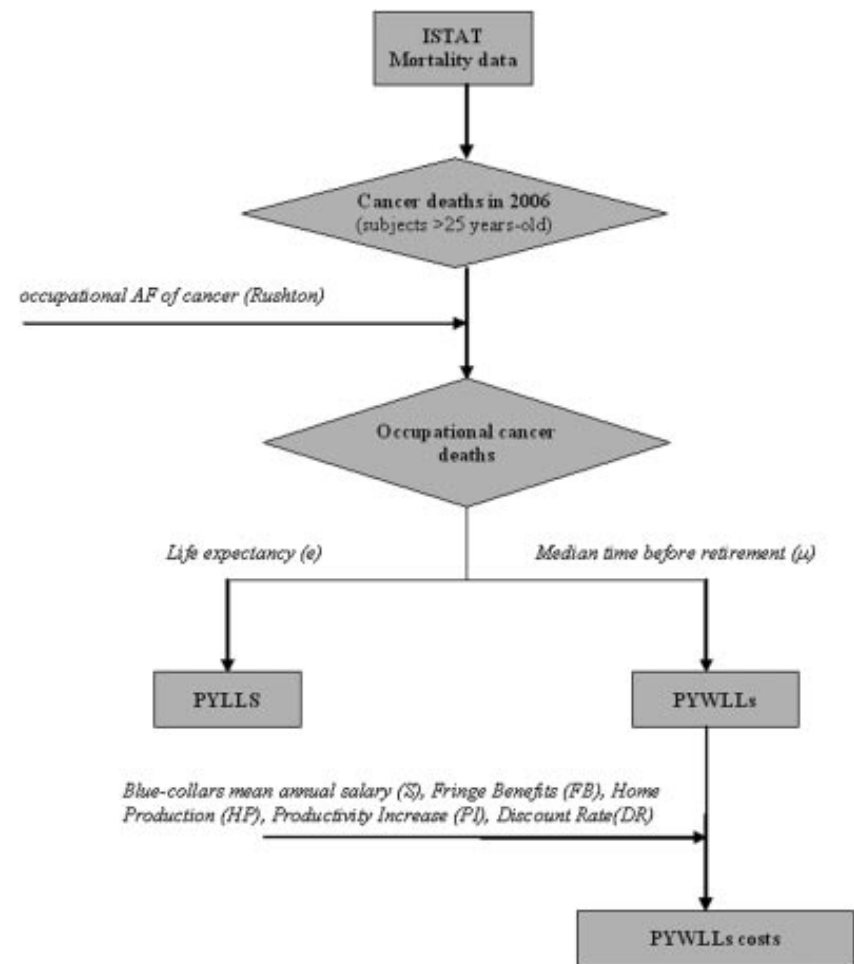 ISTAT
Mortality data
Cancer deaths in 2006
(subjects >25 years-old)
occupational AF of cancer (Rushton)
Occupational cancer
deaths
Life expectancy (e)
Median time before retirement (μ)
PYLLS
PYWLLs
Blue-collars mean annual salary (S), Fringe Benefits (FB), Home
Production (HP), Productivity Increase (PI), Discount Rate(DR)
PYWLLs costs